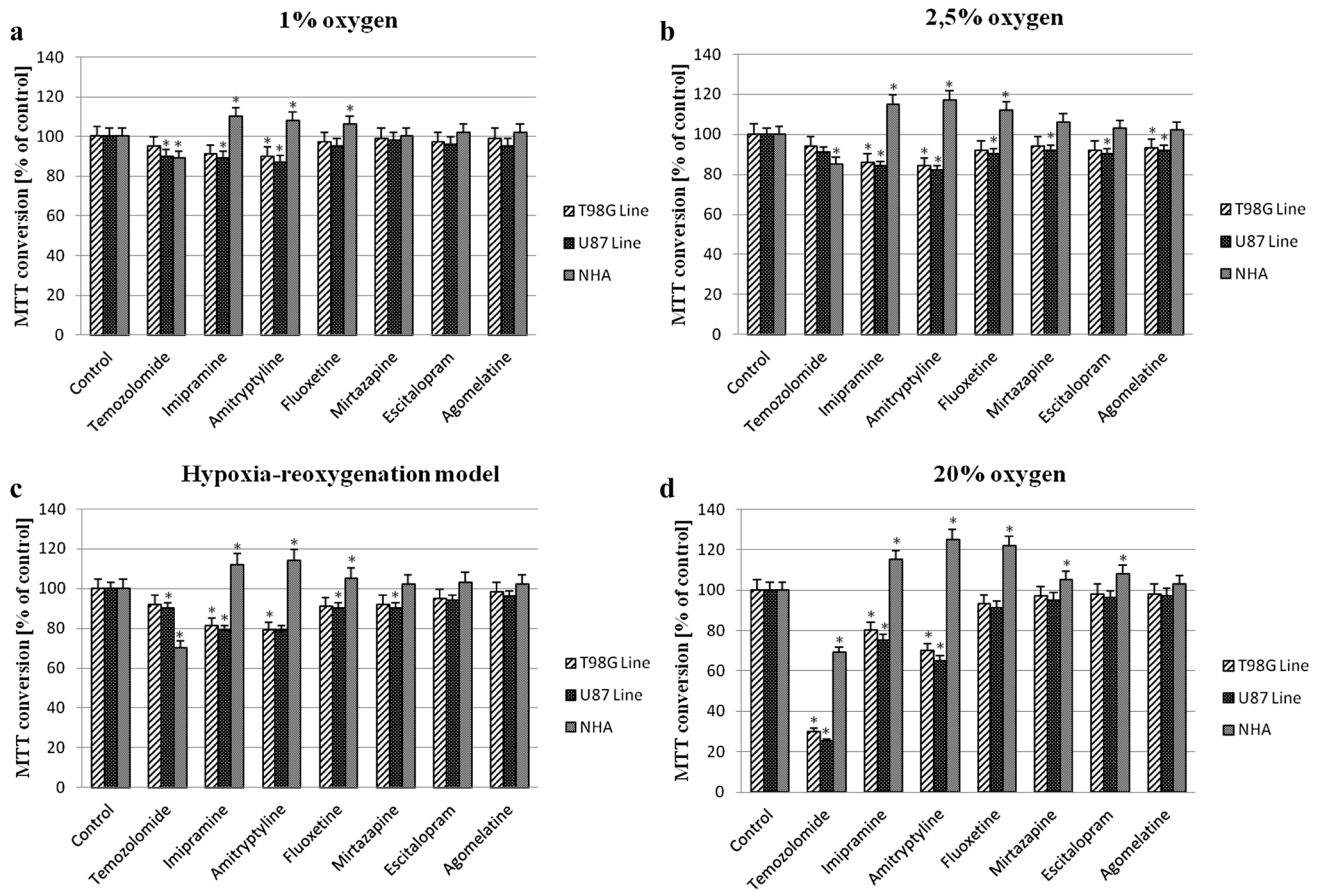 a
1% oxygen
MTT conversion [% of control]
140
120
100
80
60
40
20
0
* * * * * * * *
Control
Temozolomide
Imipramine
Amitryptyline
Fluoxetine
Mirtazapine
Escitalopram
Agomelatine
T98G Line
U87 Line
NHA
b
2,5% oxygen
MTT conversion [% of control]
140
120
100
80
60
40
20
0
* * * * * * * * * * * * *
Control
Temozolomide
Imipramine
Amitryptyline
Fluoxetine
Mirtazapine
Escitalopram
Agomelatine
T98G Line
U87 Line
NHA
c
Hypoxia-reoxygenation model
MTT conversion [% of control]
140
120
100
80
60
40
20
0
* * * * * * * * * *
Control
Temozolomide
Imipramine
Amitryptyline
Fluoxetine
Mirtazapine
Escitalopram
Agomelatine
T98G Line
U87 Line
NHA
d
20% oxygen
MTT conversion [% of control]
140
120
100
80
60
40
20
0
* * * * * * * * * * * *
Control
Temozolomide
Imipramine
Amitryptyline
Fluoxetine
Mirtazapine
Escitalopram
Agomelatine
T98G Line
U87 Line
NHA